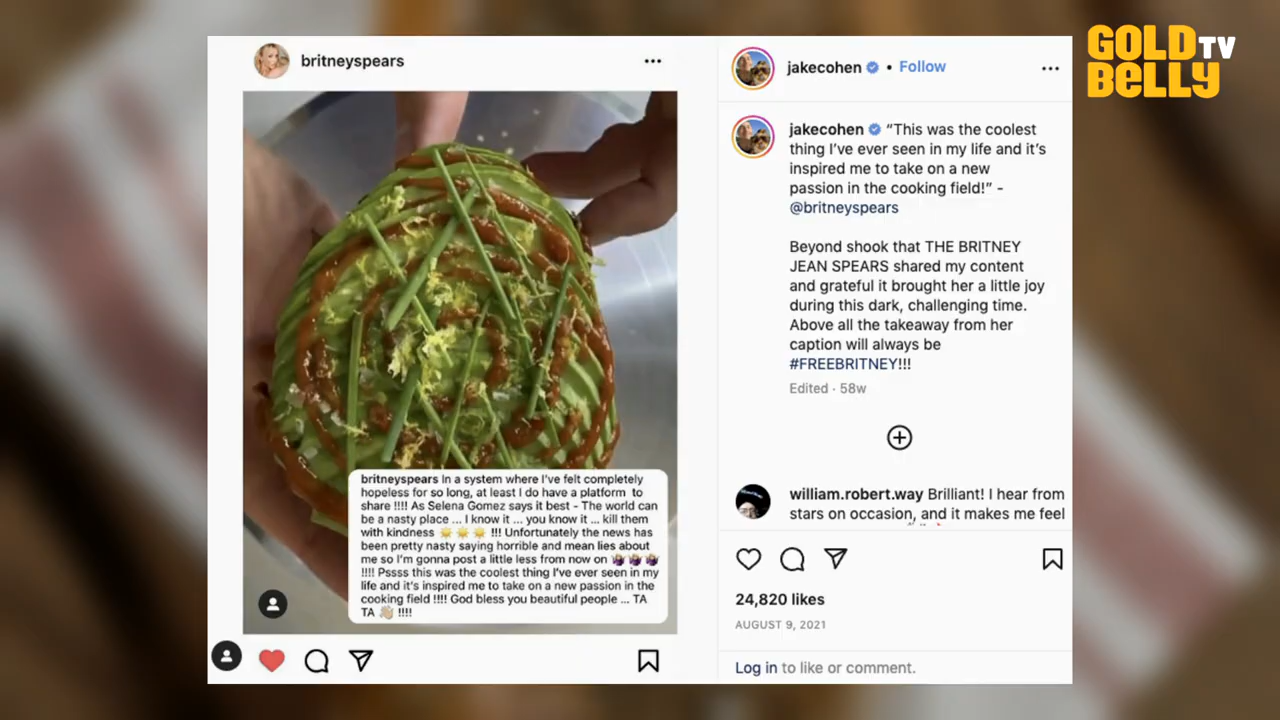 GOLD TV
BELLY
britneyspears
britneyspears In a system where I've felt completely
hopeless for so long, at least I do have a platform to
share !!!! As Selena Gomez says it best - The world can
be a nasty place ... I know it ... you know it ... kill them
with kindness ☀️☀️☀️ !!! Unfortunately the news has
been pretty nasty saying horrible and mean lies about
me so I'm gonna post a little less from now on 🤷🏼‍♀️🤷🏼‍♀️🤷🏼‍♀️
!!!! Pssss this was the coolest thing I've ever seen in my
life and it's inspired me to take on a new passion in the
cooking field !!!! God bless you beautiful people ... TA
TA 👋🏼 !!!!
jakecohen • Follow
jakecohen “This was the coolest
thing I’ve ever seen in my life and it’s
inspired me to take on a new
passion in the cooking field!” -
@britneyspears
Beyond shook that THE BRITNEY
JEAN SPEARS shared my content
and grateful it brought her a little joy
during this dark, challenging time.
Above all the takeaway from her
caption will always be
#FREEBRITNEY!!!
Edited · 58w
william.robert.way Brilliant! I hear from
stars on occasion, and it makes me feel
24,820 likes
AUGUST 9, 2021
Log in to like or comment.